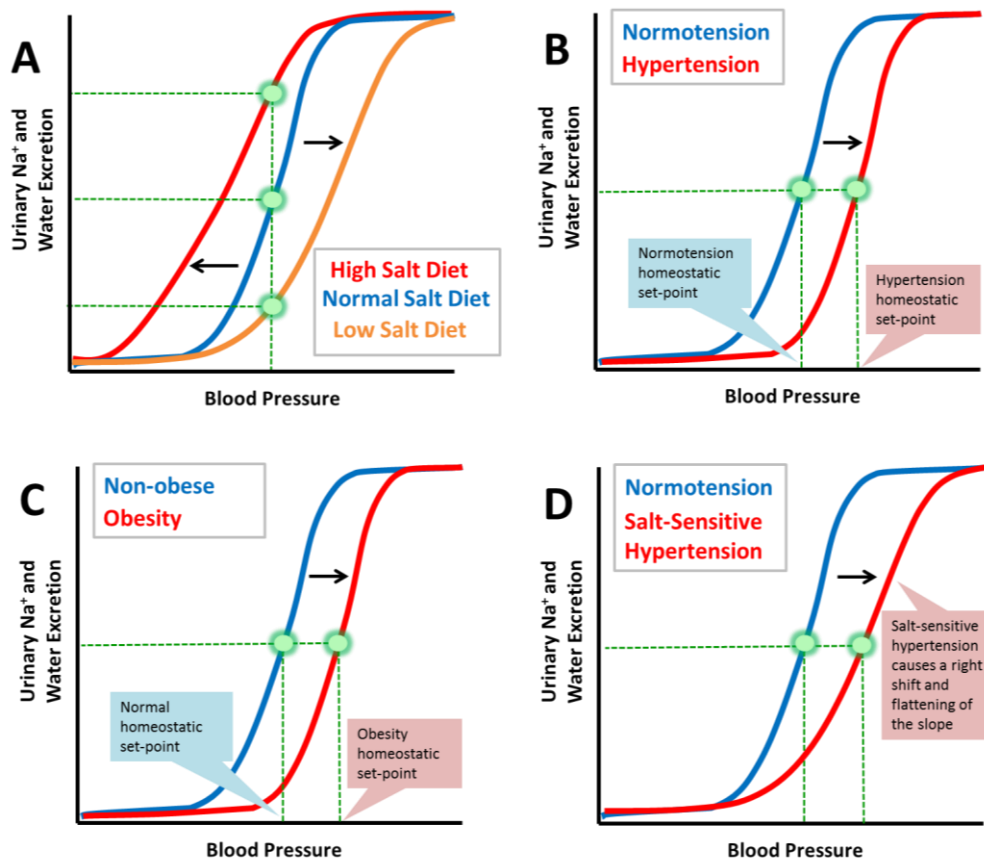 A
Urinary Na⁺ and
Water Excretion
High Salt Diet
Normal Salt Diet
Low Salt Diet
Blood Pressure
B
Normotension
Hypertension
Urinary Na⁺ and
Water Excretion
Normotension
homeostatic
set-point
Hypertension
homeostatic
set-point
Blood Pressure
C
Non-obese
Obesity
Urinary Na⁺ and
Water Excretion
Normal
homeostatic
set-point
Obesity
homeostatic
set-point
Blood Pressure
D
Normotension
Salt-Sensitive
Hypertension
Urinary Na⁺ and
Water Excretion
Salt-sensitive
hypertension
causes a right
shift and
flattening of
the slope
Blood Pressure